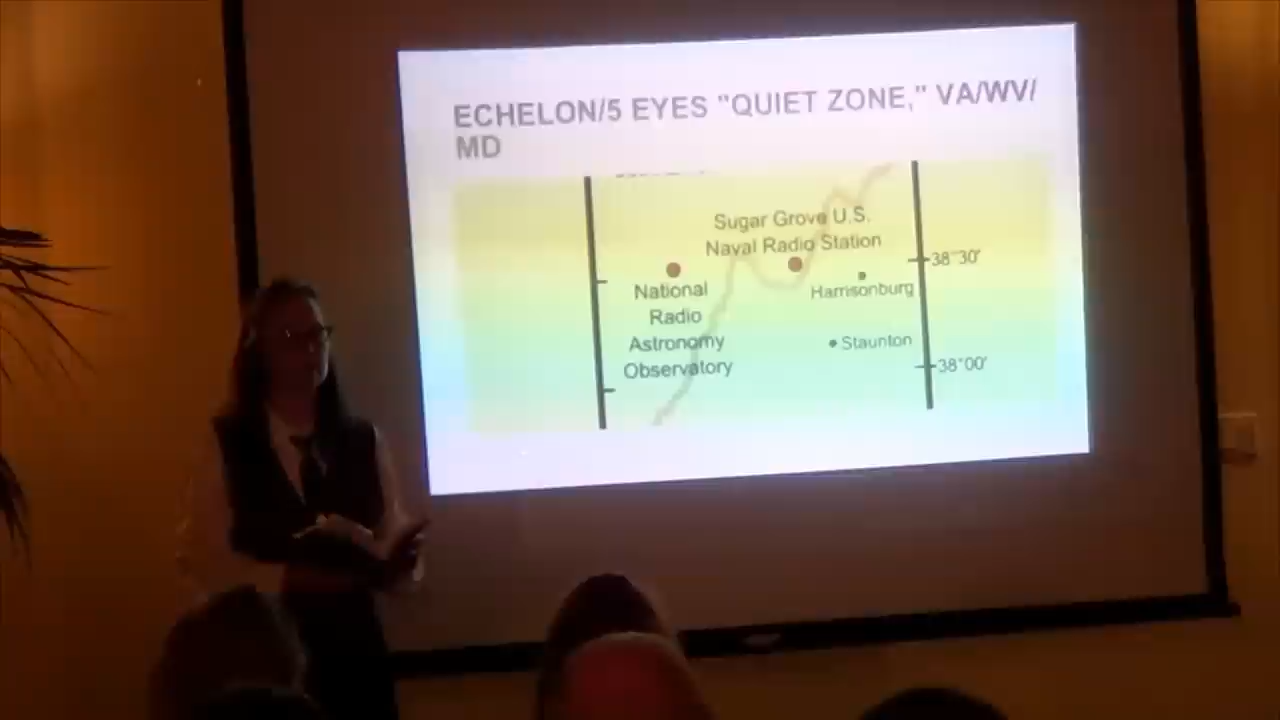 ECHELON/5 EYES "QUIET ZONE," VA/WV/
MD
Sugar Grove U.S.
Naval Radio Station
38°30'
National
Radio
Astronomy
Observatory
Harrisonburg
Staunton
38°00'